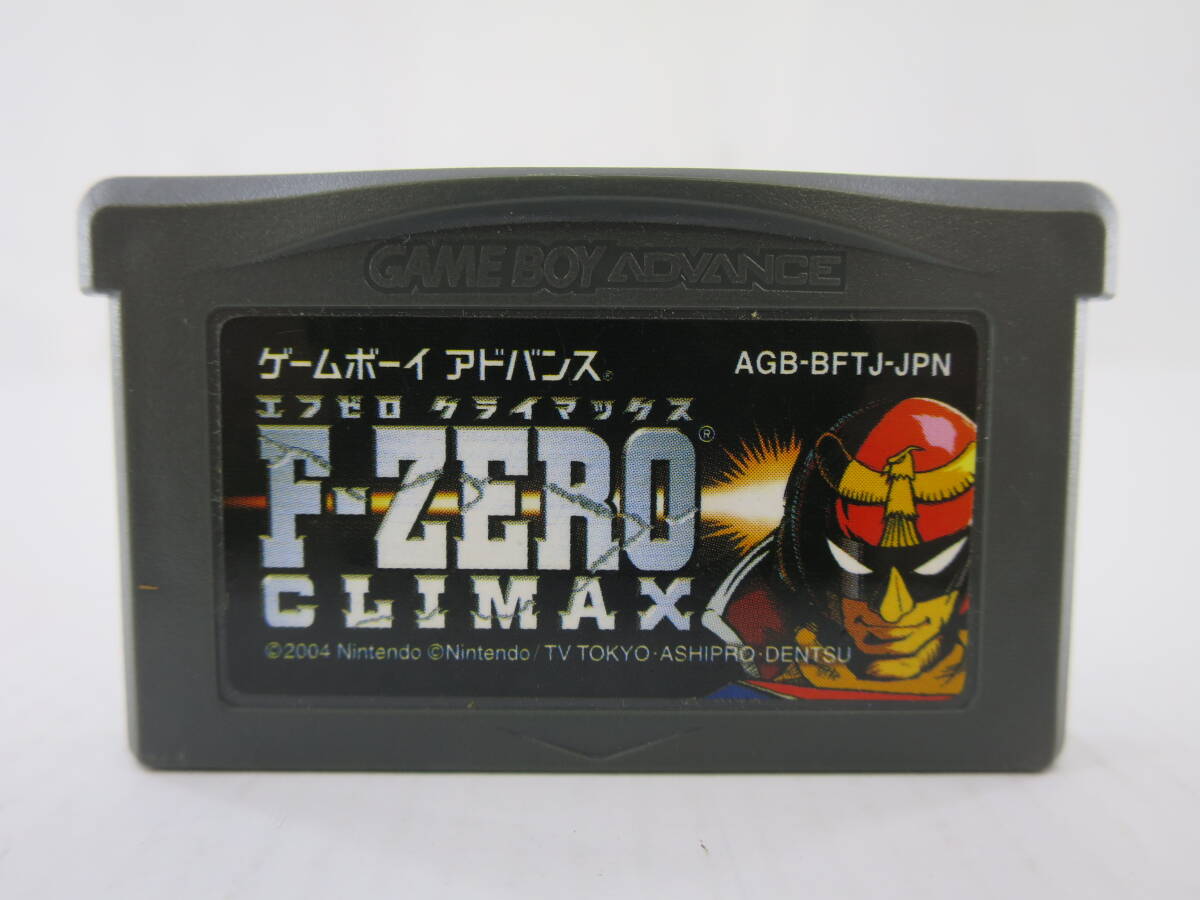 GAME BOY ADVANCE
ゲームボーイ アドバンス®
AGB-BFTJ-JPN
エフゼロ クライマックス
F-ZERO®
CLIMAX
©2004 Nintendo ©Nintendo/TV TOKYO·ASHIPRO·DENTSU